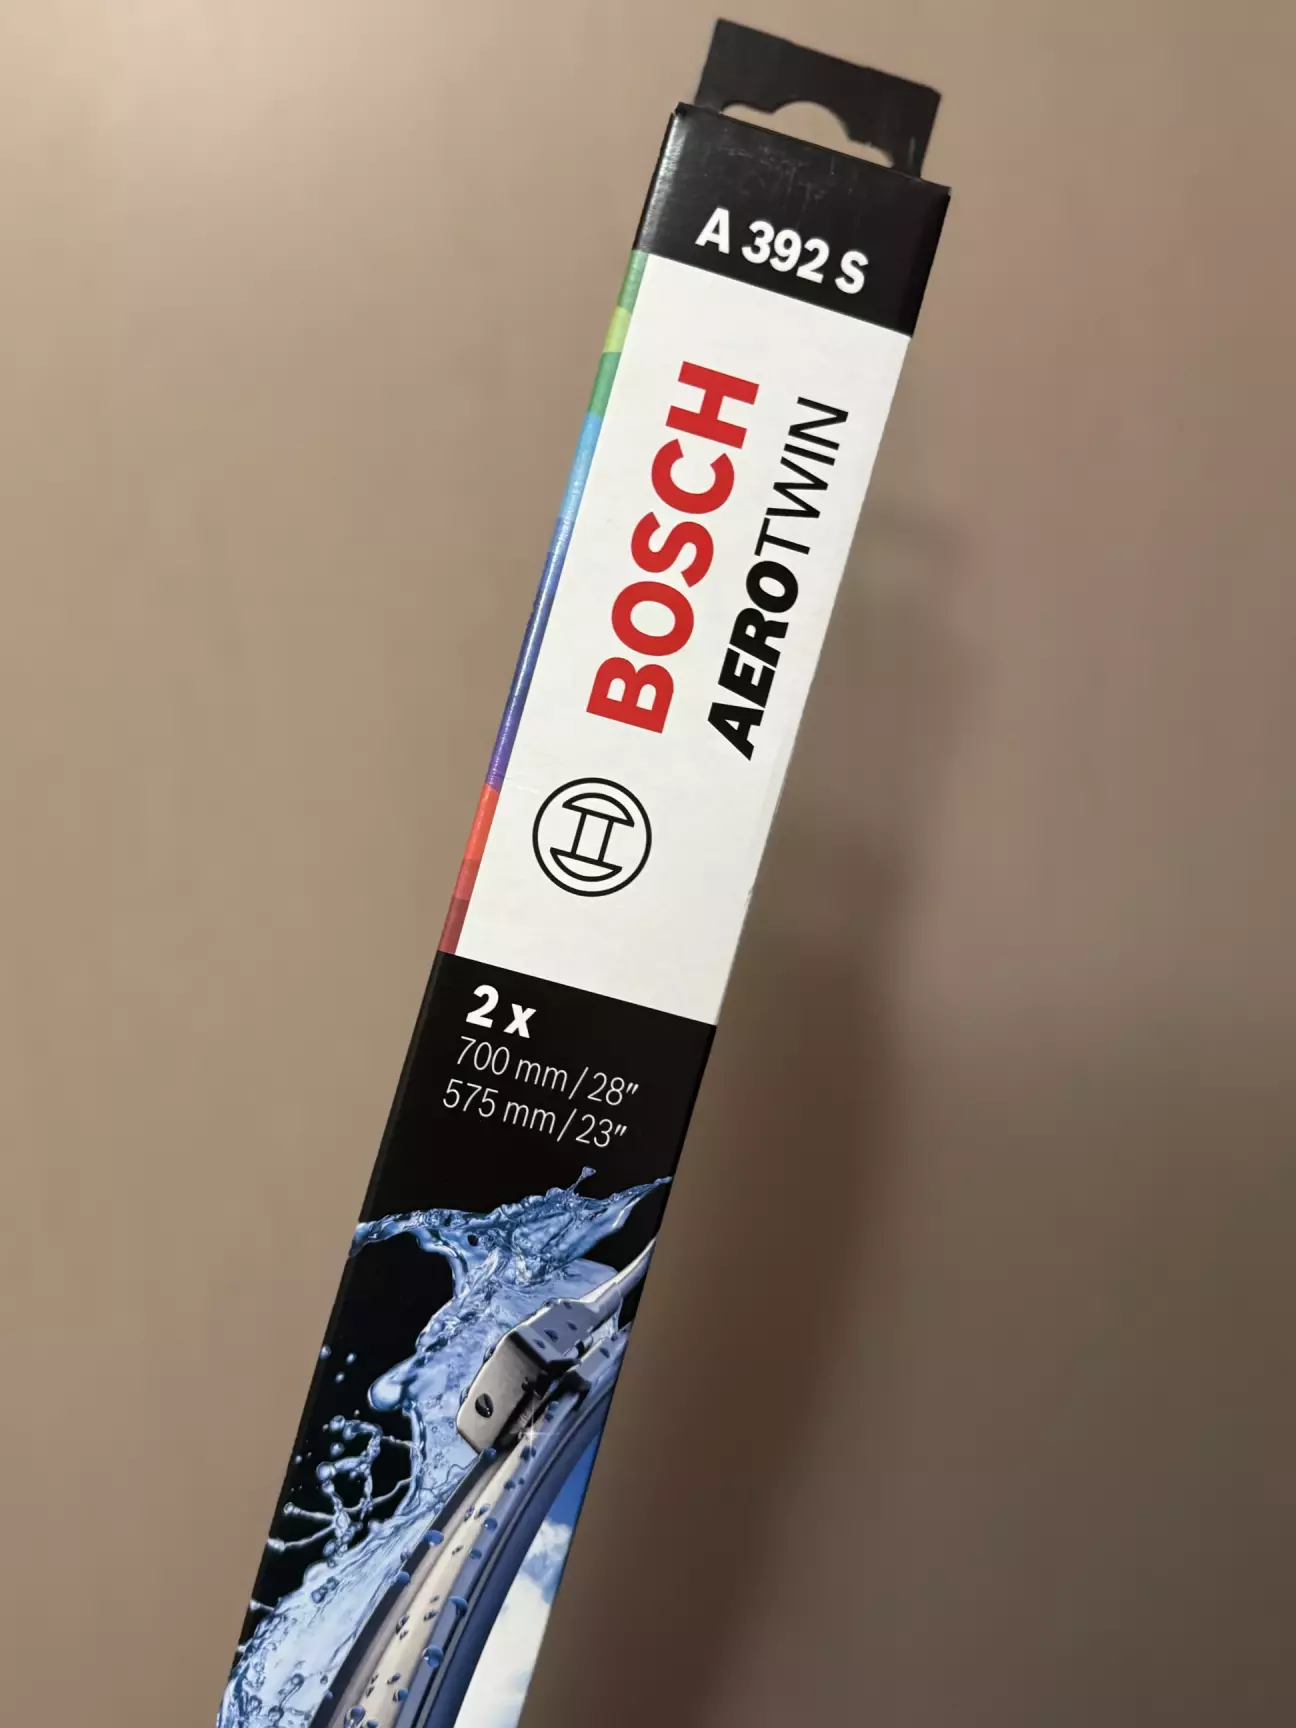 A 392 S
BOSCH
AEROTWIN
2 x
700 mm/28"
575 mm/23"